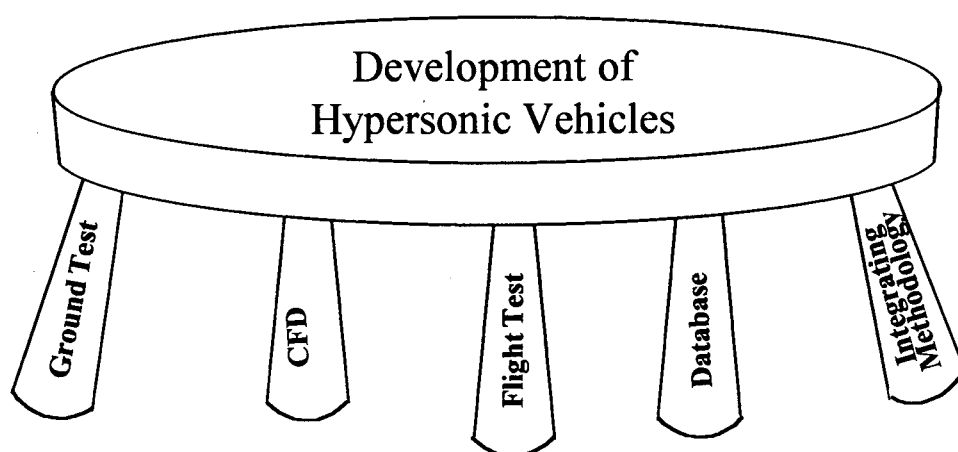 Development of
Hypersonic Vehicles
Ground Test
CFD
Flight Test
Database
Integrating
Methodology